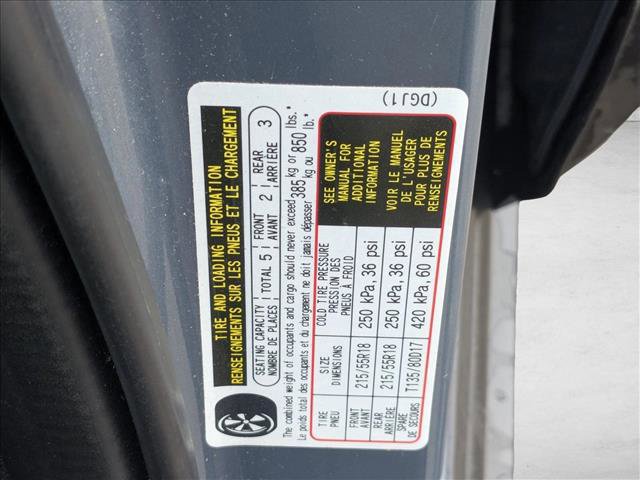 TIRE AND LOADING INFORMATION
RENSEIGNEMENTS SUR LES PNEUS ET LE CHARGEMENT
SEATING CAPACITY TOTAL 5 FRONT 2 REAR 3
NOMBRE DE PLACES AVANT ARRIÈRE
The combined weight of occupants and cargo should never exceed 385 kg or 850 lbs.*
Le poids total des occupants et du chargement ne doit jamais dépasser kg ou lb.*
TIRE SIZE COLD TIRE PRESSURE SEE OWNER'S
PNEU DIMENSIONS PRESSION DES MANUAL FOR
PNEUS À FROID ADDITIONAL
INFORMATION
FRONT 215/55R18 250 kPa, 36 psi
AVANT
REAR 215/55R18 250 kPa, 36 psi VOIR LE MANUEL
ARRIÈRE DE L'USAGER
SPARE T135/80D17 420 kPa, 60 psi POUR PLUS DE
DE SECOURS RENSEIGNEMENTS
(DGJ1)